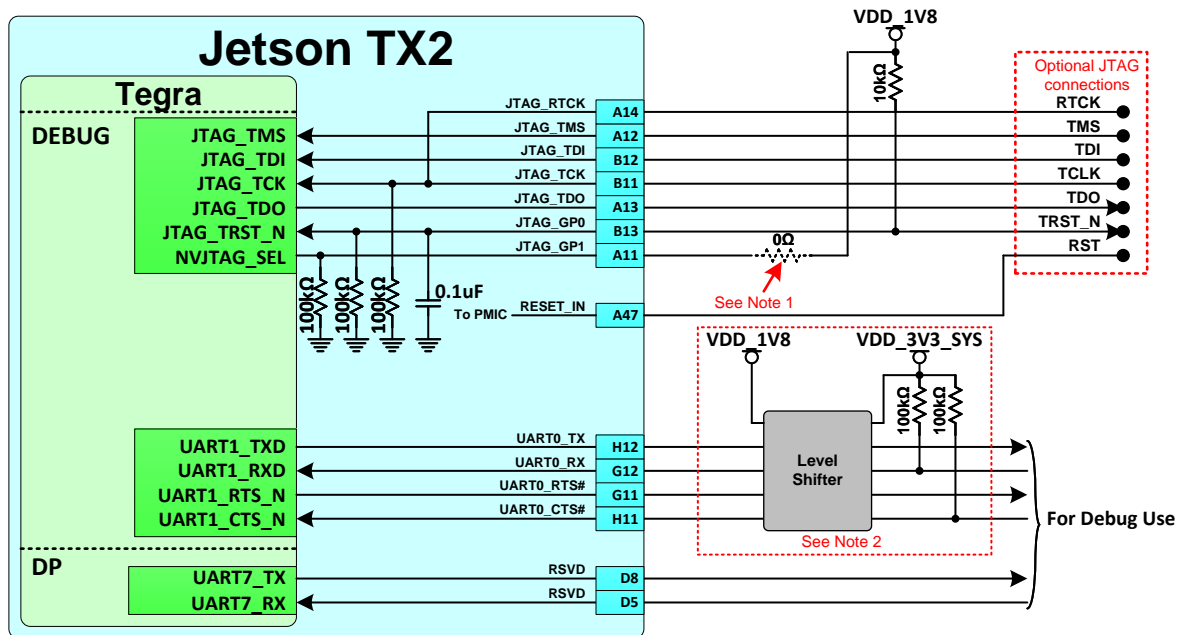 Jetson TX2
Tegra
DEBUG
JTAG_TMS
JTAG_TDI
JTAG_TCK
JTAG_TDO
JTAG_TRST_N
NVJTAG_SEL
JTAG_RTCK
JTAG_TMS
JTAG_TDI
JTAG_TCK
JTAG_TDO
JTAG_GP0
JTAG_GP1
A14
A12
B12
B11
A13
B13
A11
100kΩ
100kΩ
100kΩ
0.1uF
To PMIC
RESET_IN
A47
VDD_1V8
10kΩ
0Ω
See Note 1
Optional JTAG
connections
RTCK
TMS
TDI
TCLK
TDO
TRST_N
RST
VDD_1V8
VDD_3V3_SYS
100kΩ
100kΩ
Level
Shifter
See Note 2
UART1_TXD
UART1_RXD
UART1_RTS_N
UART1_CTS_N
UART0_TX
UART0_RX
UART0_RTS#
UART0_CTS#
H12
G12
G11
H11
For Debug Use
DP
UART7_TX
UART7_RX
RSVD
RSVD
D8
D5